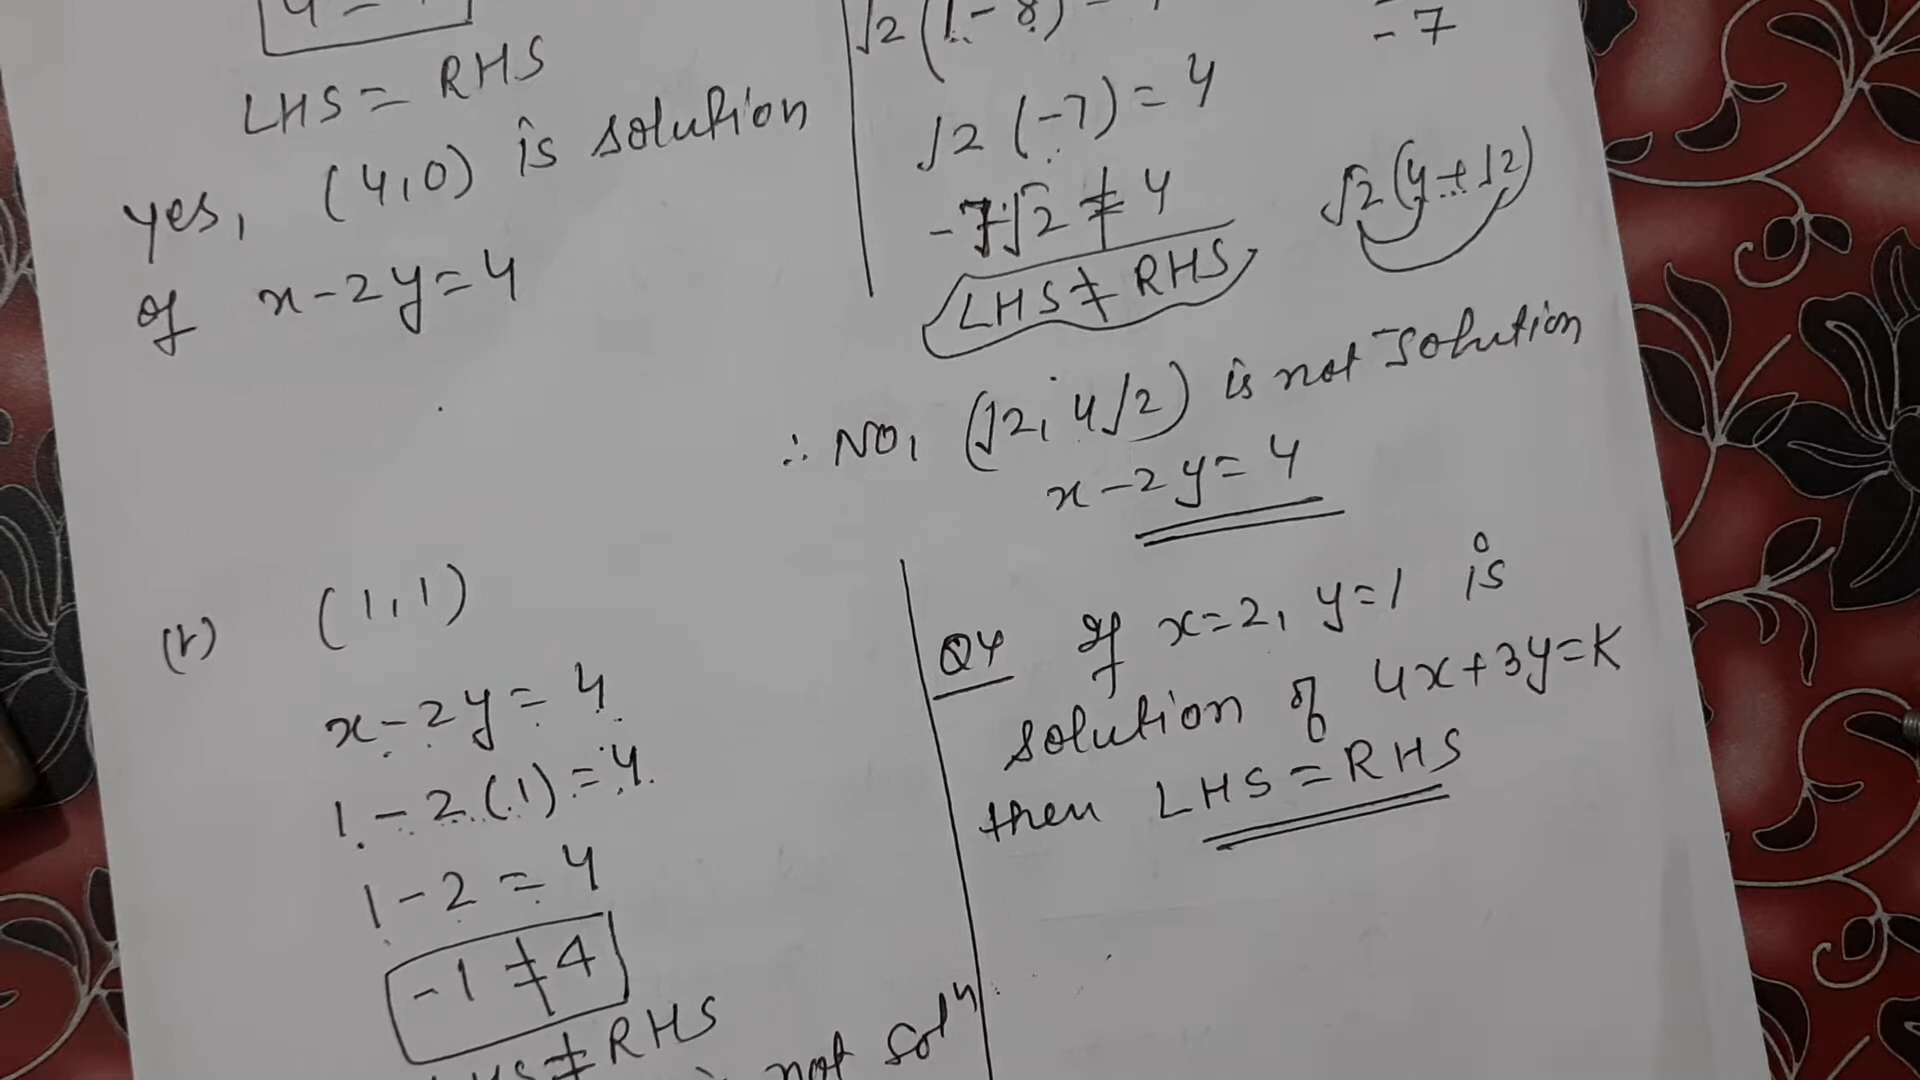 LHS = RHS
yes, (4,0) is solution
of x-2y=4
√2(1-8)
-7
√2(-7)=4
-7√2≠4
√2(4+√2)
LHS≠RHS
∴ NO, (√2, 4√2) is not solution
x-2y=4
(v) (1,1)
x-2y=4
1-2(1)=4
1-2=4
-1≠4
≠RHS
not solⁿ
Q4 If x=2, y=1 is
solution of 4x+3y=K
then LHS=RHS